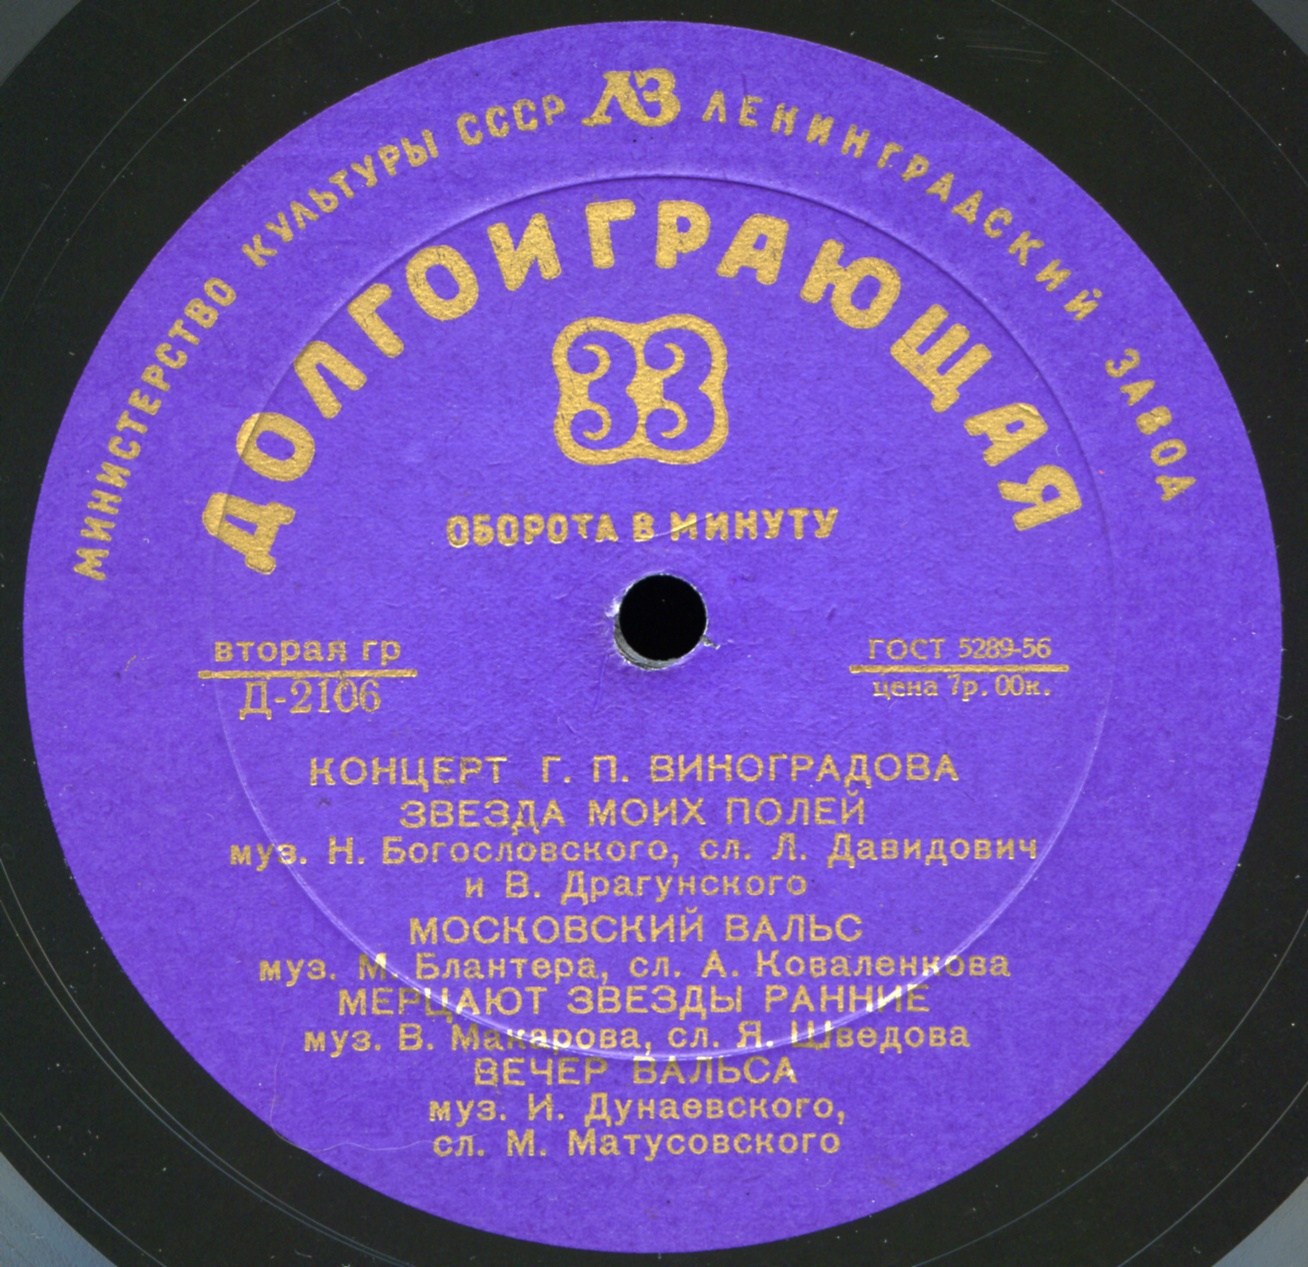 МИНИСТЕРСТВО КУЛЬТУРЫ СССР ЛЗ ЛЕНИНГРАДСКИЙ ЗАВОД
ДОЛГОИГРАЮЩАЯ
33
ОБОРОТА В МИНУТУ
вторая гр
Д-2106
ГОСТ 5289-56
цена 7р. 00к.
КОНЦЕРТ Г. П. ВИНОГРАДОВА
ЗВЕЗДА МОИХ ПОЛЕЙ
муз. Н. Богословского, сл. Л. Давидович
и В. Драгунского
МОСКОВСКИЙ ВАЛЬС
муз. М. Блантера, сл. А. Коваленкова
МЕРЦАЮТ ЗВЕЗДЫ РАННИЕ
муз. В. Макарова, сл. Я. Шведова
ВЕЧЕР ВАЛЬСА
муз. И. Дунаевского,
сл. М. Матусовского